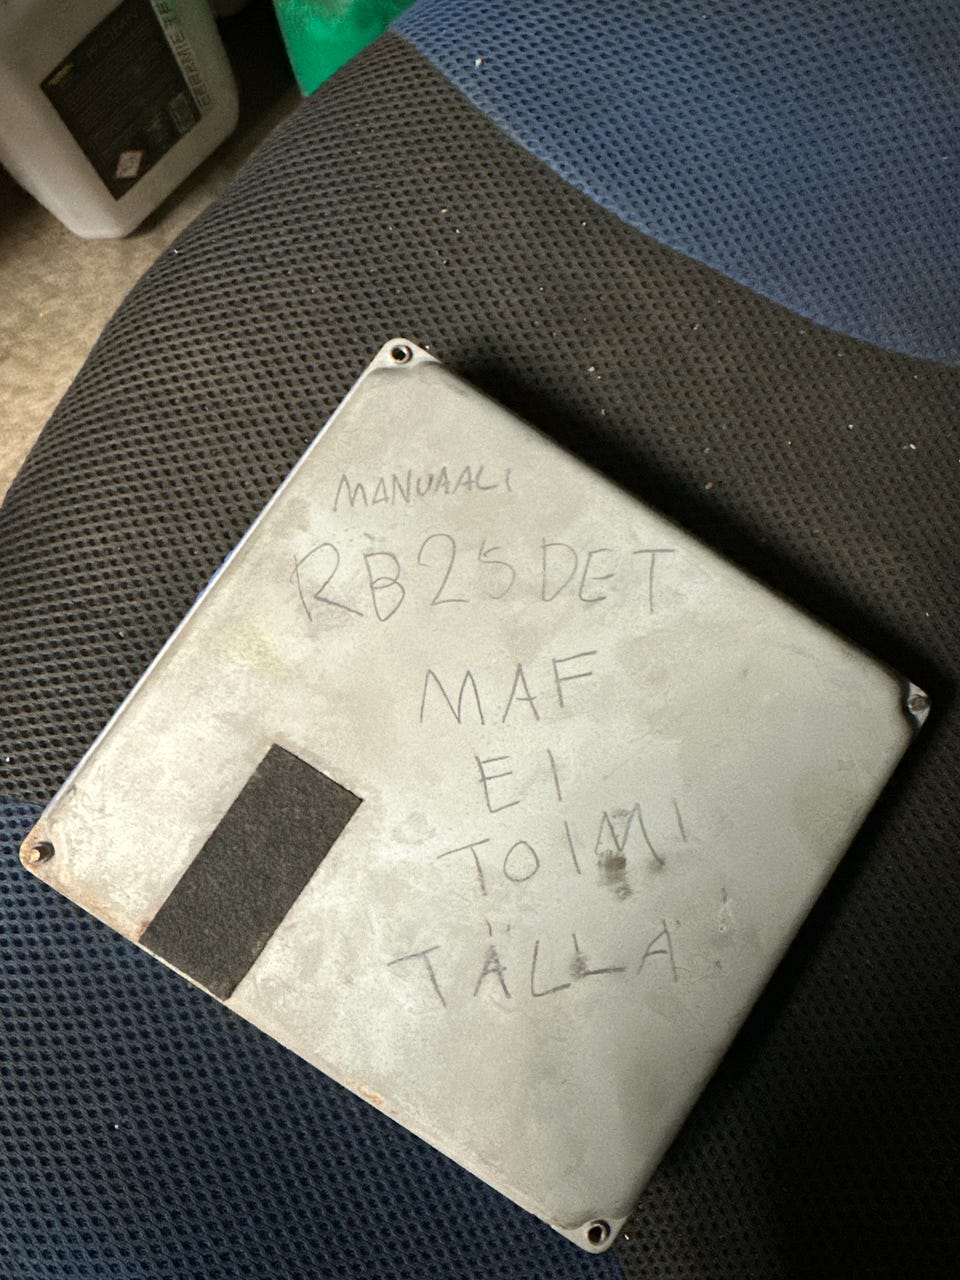 MANUAALI
RB25DET
MAF
EI
TOIMI
TÄLLÄ